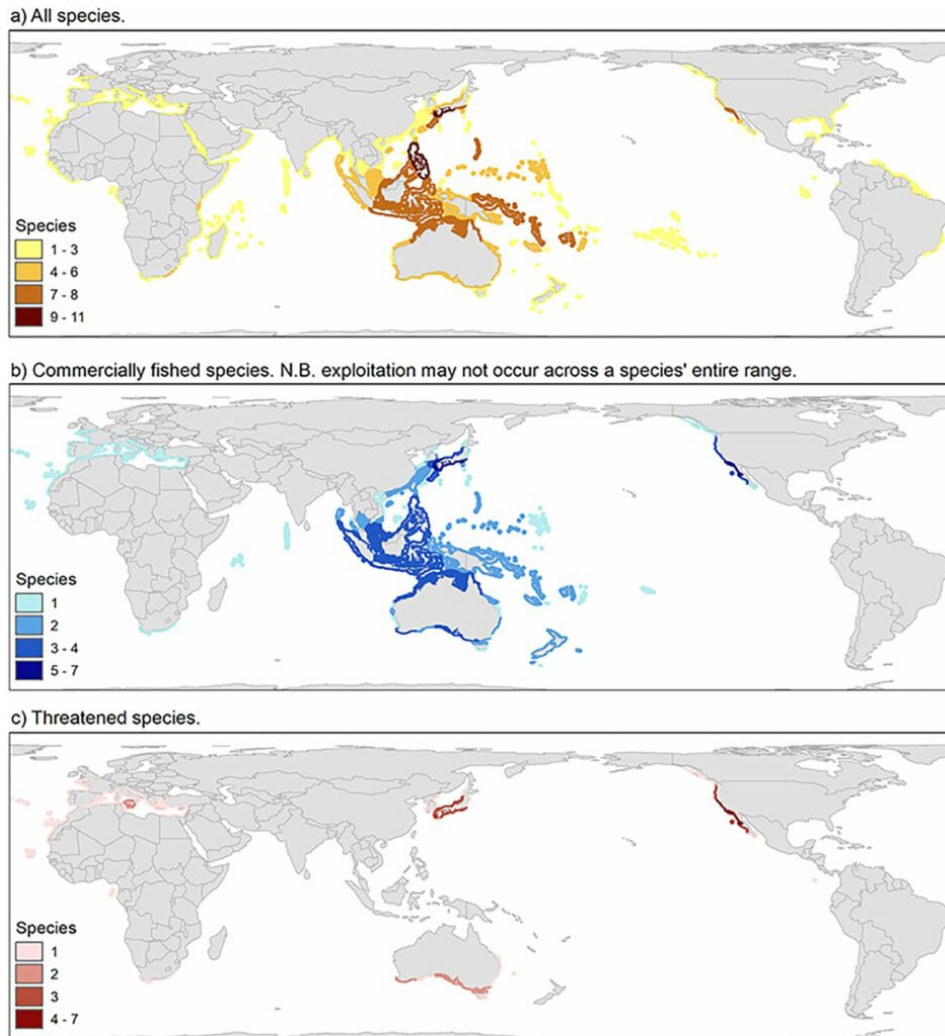 a) All species.
Species
1 - 3
4 - 6
7 - 8
9 - 11
b) Commercially fished species. N.B. exploitation may not occur across a species' entire range.
Species
1
2
3 - 4
5 - 7
c) Threatened species.
Species
1
2
3
4 - 7